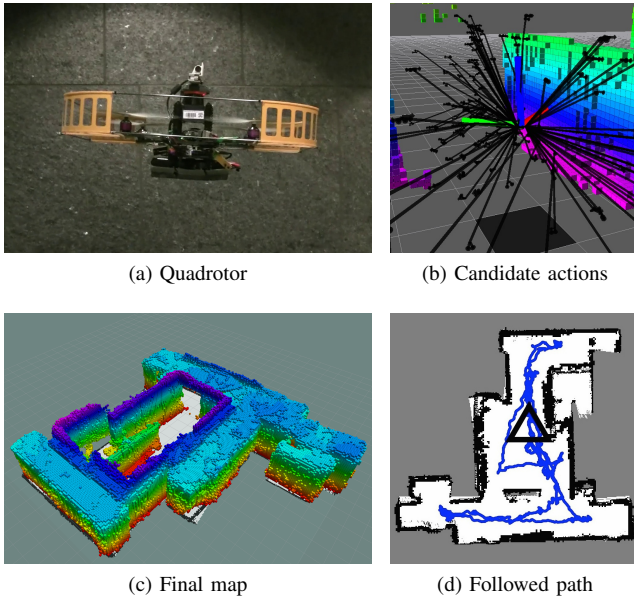 (a) Quadrotor
(b) Candidate actions
(c) Final map
(d) Followed path